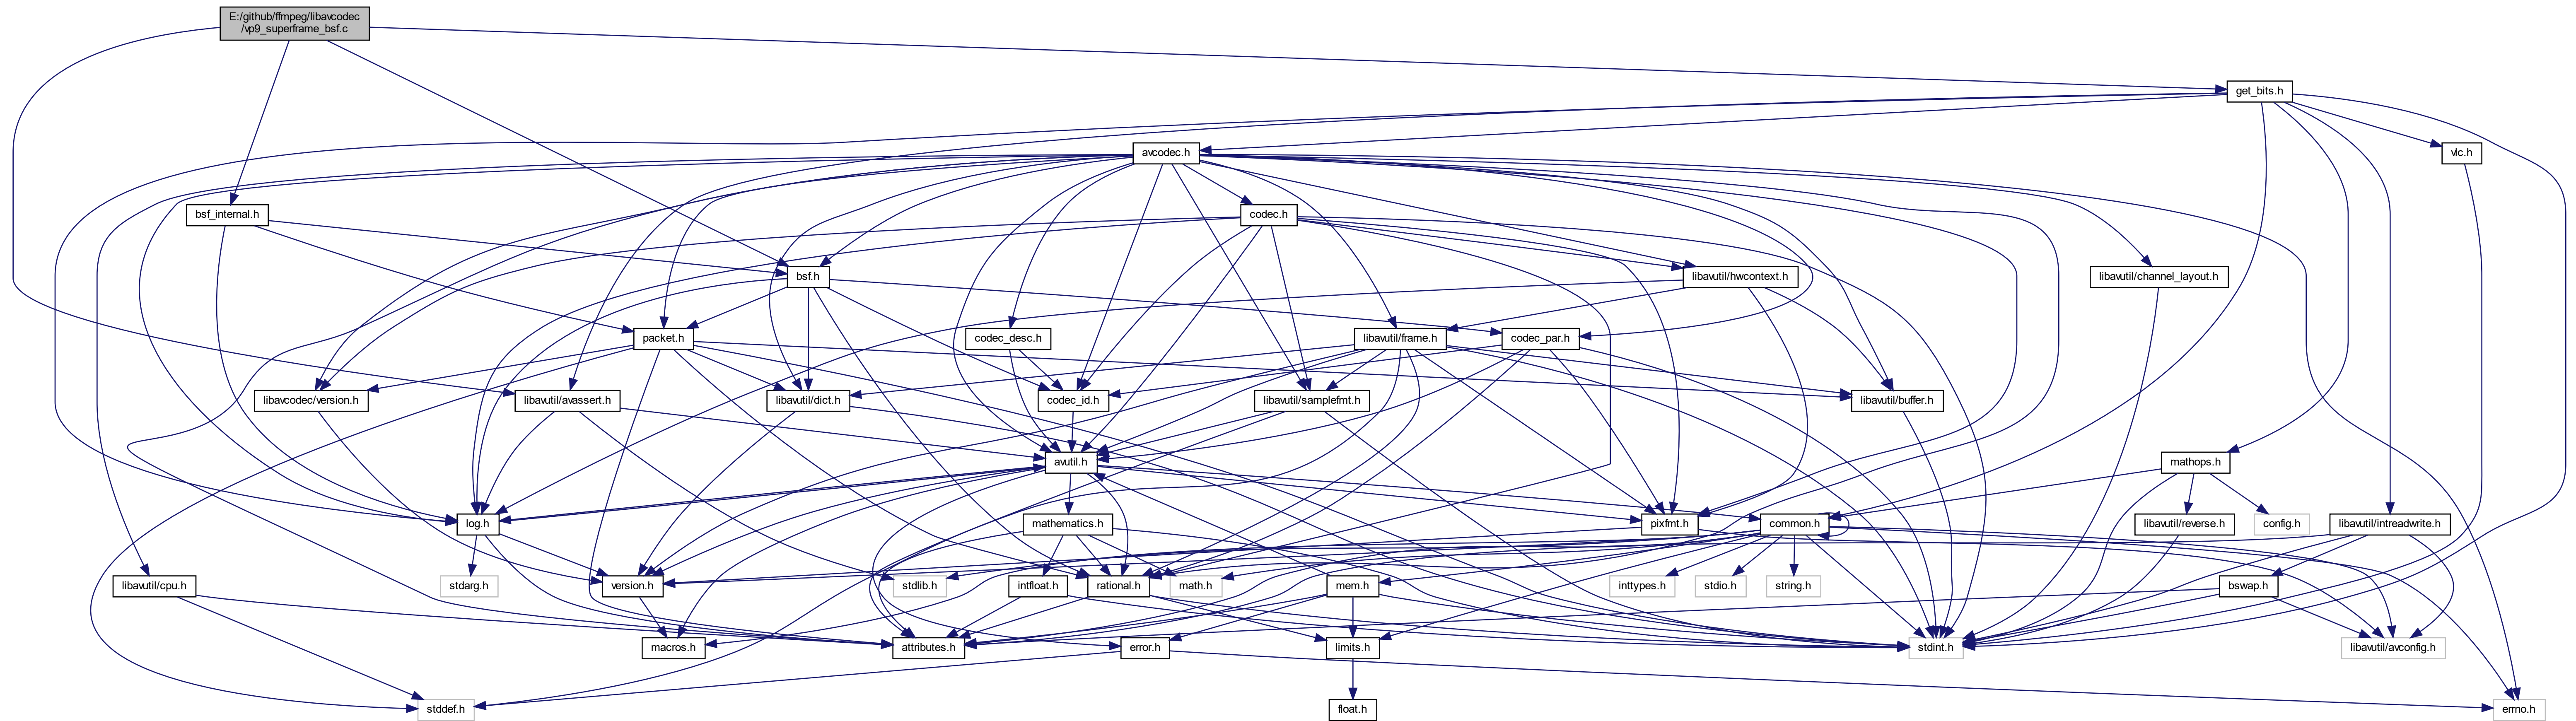 E:/github/ffmpeg/libavcodec
/vp9_superframe_bsf.c
get_bits.h
avcodec.h
vlc.h
bsf_internal.h
codec.h
bsf.h
libavutil/hwcontext.h
libavutil/channel_layout.h
packet.h
codec_desc.h
libavutil/frame.h
codec_par.h
libavcodec/version.h
libavutil/avassert.h
libavutil/dict.h
codec_id.h
libavutil/samplefmt.h
libavutil/buffer.h
avutil.h
mathops.h
log.h
mathematics.h
pixfmt.h
common.h
libavutil/reverse.h
config.h
libavutil/intreadwrite.h
libavutil/cpu.h
stdarg.h
version.h
stdlib.h
intfloat.h
rational.h
math.h
mem.h
inttypes.h
stdio.h
string.h
bswap.h
macros.h
attributes.h
error.h
limits.h
stdint.h
libavutil/avconfig.h
stddef.h
float.h
errno.h